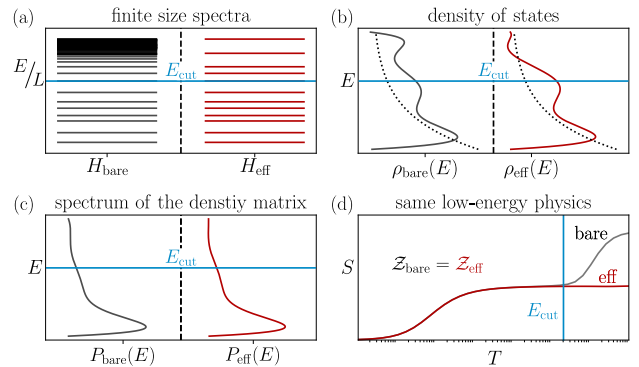 (a) finite size spectra
E/L
E_cut
H_bare H_eff
(b) density of states
E
E_cut
ρ_bare(E) ρ_eff(E)
(c) spectrum of the denstiy matrix
E
E_cut
P_bare(E) P_eff(E)
(d) same low-energy physics
bare
S
𝒵_bare = 𝒵_eff
eff
E_cut
T